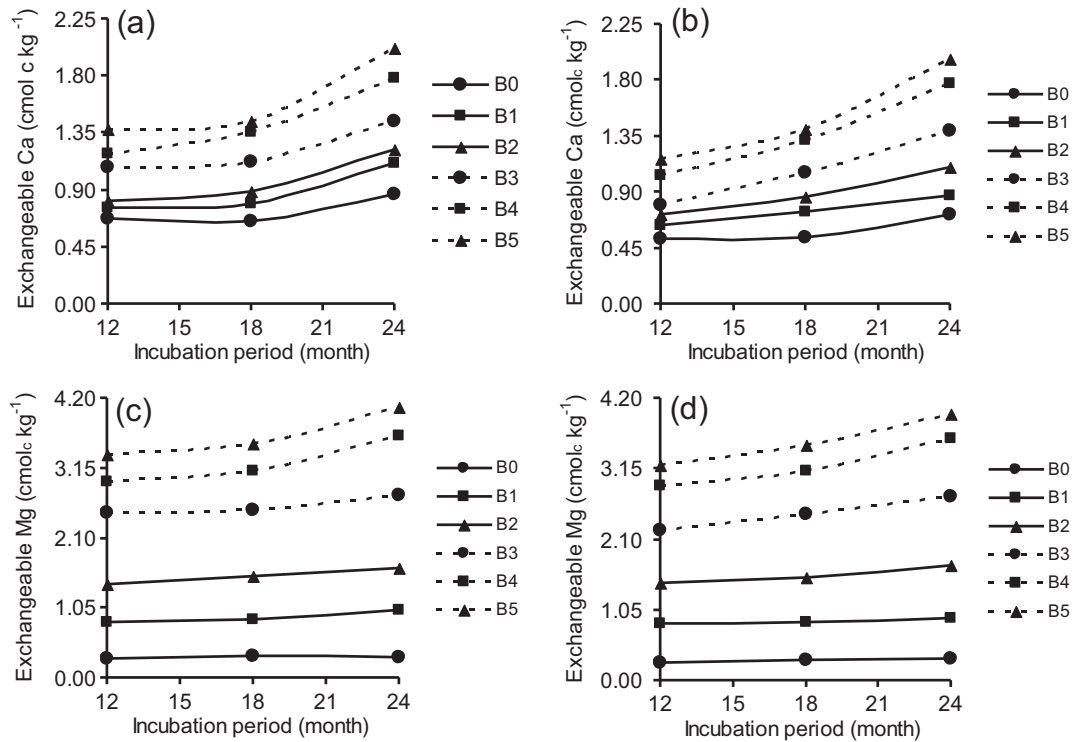 (a)
Exchangeable Ca (cmol c kg-1)
2.25
1.80
1.35
0.90
0.45
0.00
12 15 18 21 24
Incubation period (month)
B0
B1
B2
B3
B4
B5
(b)
Exchangeable Ca (cmolc kg-1)
2.25
1.80
1.35
0.90
0.45
0.00
12 15 18 21 24
Incubation period (month)
B0
B1
B2
B3
B4
B5
(c)
Exchangeable Mg (cmolc kg-1)
4.20
3.15
2.10
1.05
0.00
12 15 18 21 24
Incubation period (month)
B0
B1
B2
B3
B4
B5
(d)
Exchangeable Mg (cmolc kg-1)
4.20
3.15
2.10
1.05
0.00
12 15 18 21 24
Incubation period (month)
B0
B1
B2
B3
B4
B5